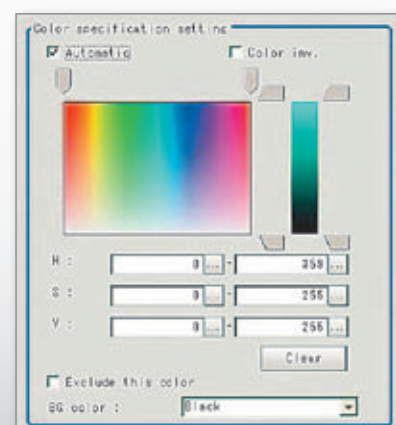 Color specification setting
Automatic Color inv.
H : 0 ... - 359 ...
S : 0 ... - 255 ...
V : 0 ... - 255 ...
Clear
Exclude this color
BG color : Black